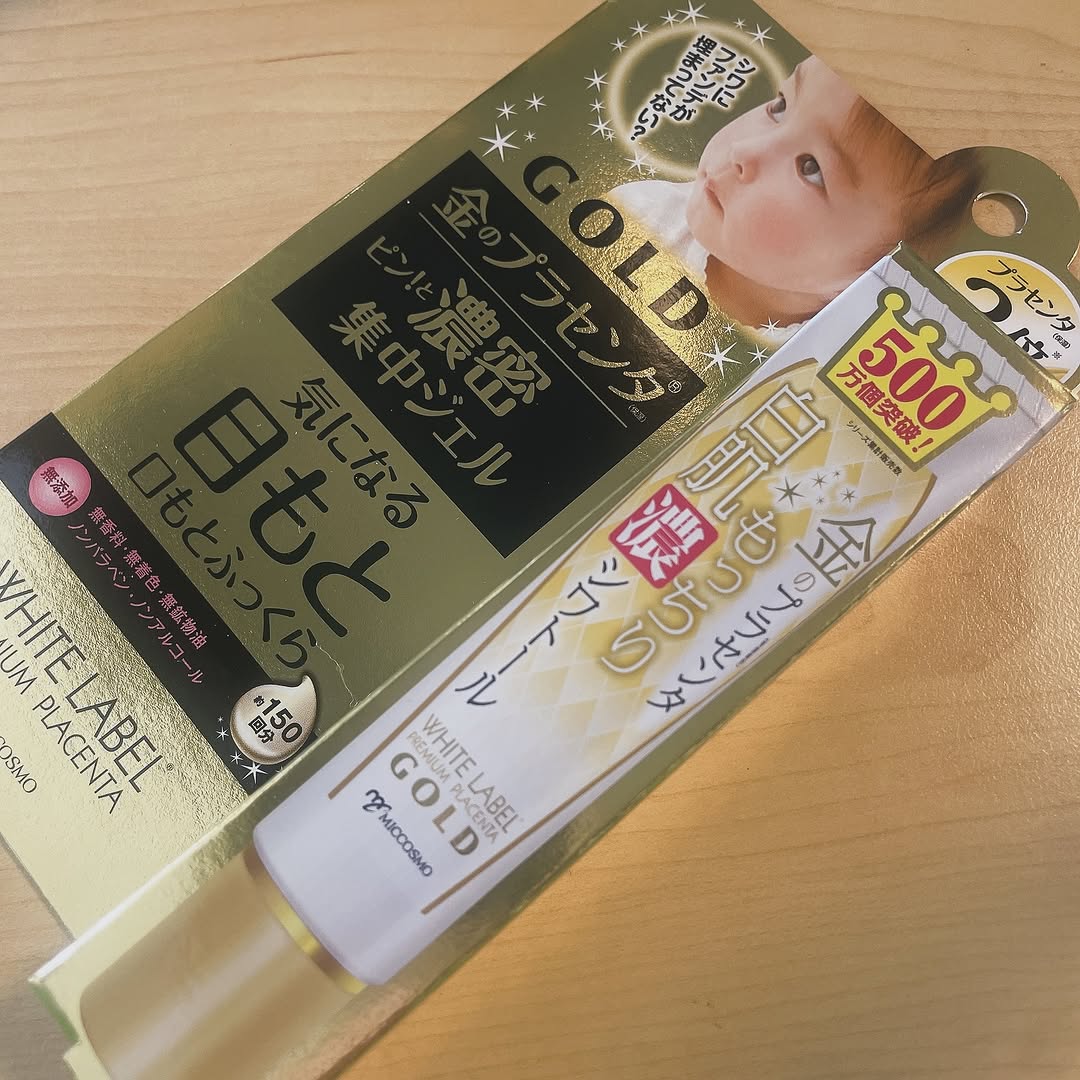 シワに
ファンデが
埋まってない?
GOLD
金のプラセンタ®
(保湿)
ピン!と濃密
集中ジェル
気になる
目もと
口もとふっくら
無添加
無香料・無着色・無鉱物油
ノンパラベン・ノンアルコール
約150
回分
WHITE LABEL®
MIUM PLACENTA
COSMO
プラセンタ
(保湿)
※
500
万個突破!
シリーズ累計販売数
金のプラセンタ
白肌もっちり
濃シワトール
WHITE LABEL®
PREMIUM PLACENTA
GOLD
MICCOSMO